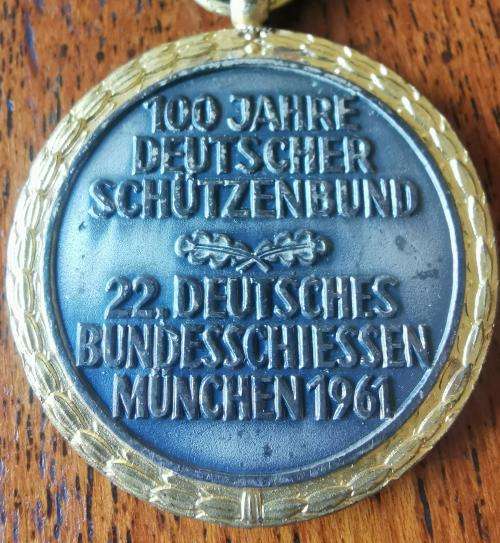 100 JAHRE
DEUTSCHER
SCHÜTZENBUND
22. DEUTSCHES
BUNDESSCHIESSEN
MÜNCHEN 1961